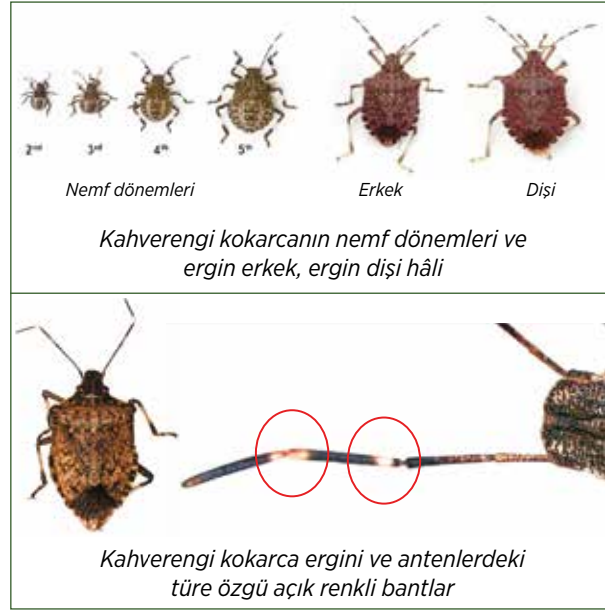 2nd 3rd 4th 5th
Nemf dönemleri Erkek Dişi
Kahverengi kokarcanın nemf dönemleri ve
ergin erkek, ergin dişi hâli
Kahverengi kokarca ergini ve antenlerdeki
türe özgü açık renkli bantlar